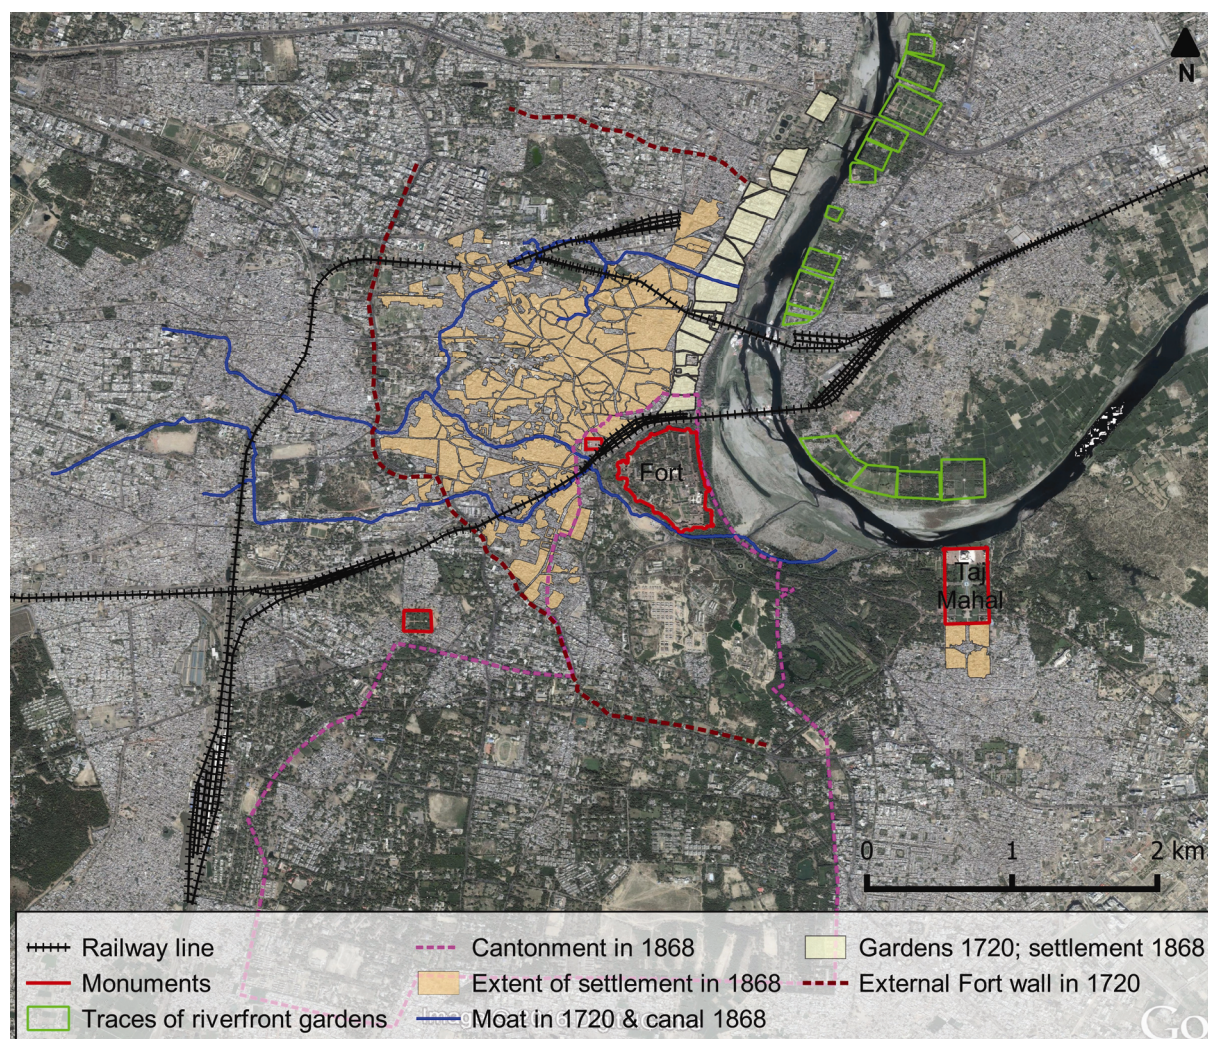 N
Fort
Taj
Mahal
0 1 2 km
Railway line
Cantonment in 1868
Gardens 1720; settlement 1868
Monuments
Extent of settlement in 1868
External Fort wall in 1720
Traces of riverfront gardens
Moat in 1720 & canal 1868
Go